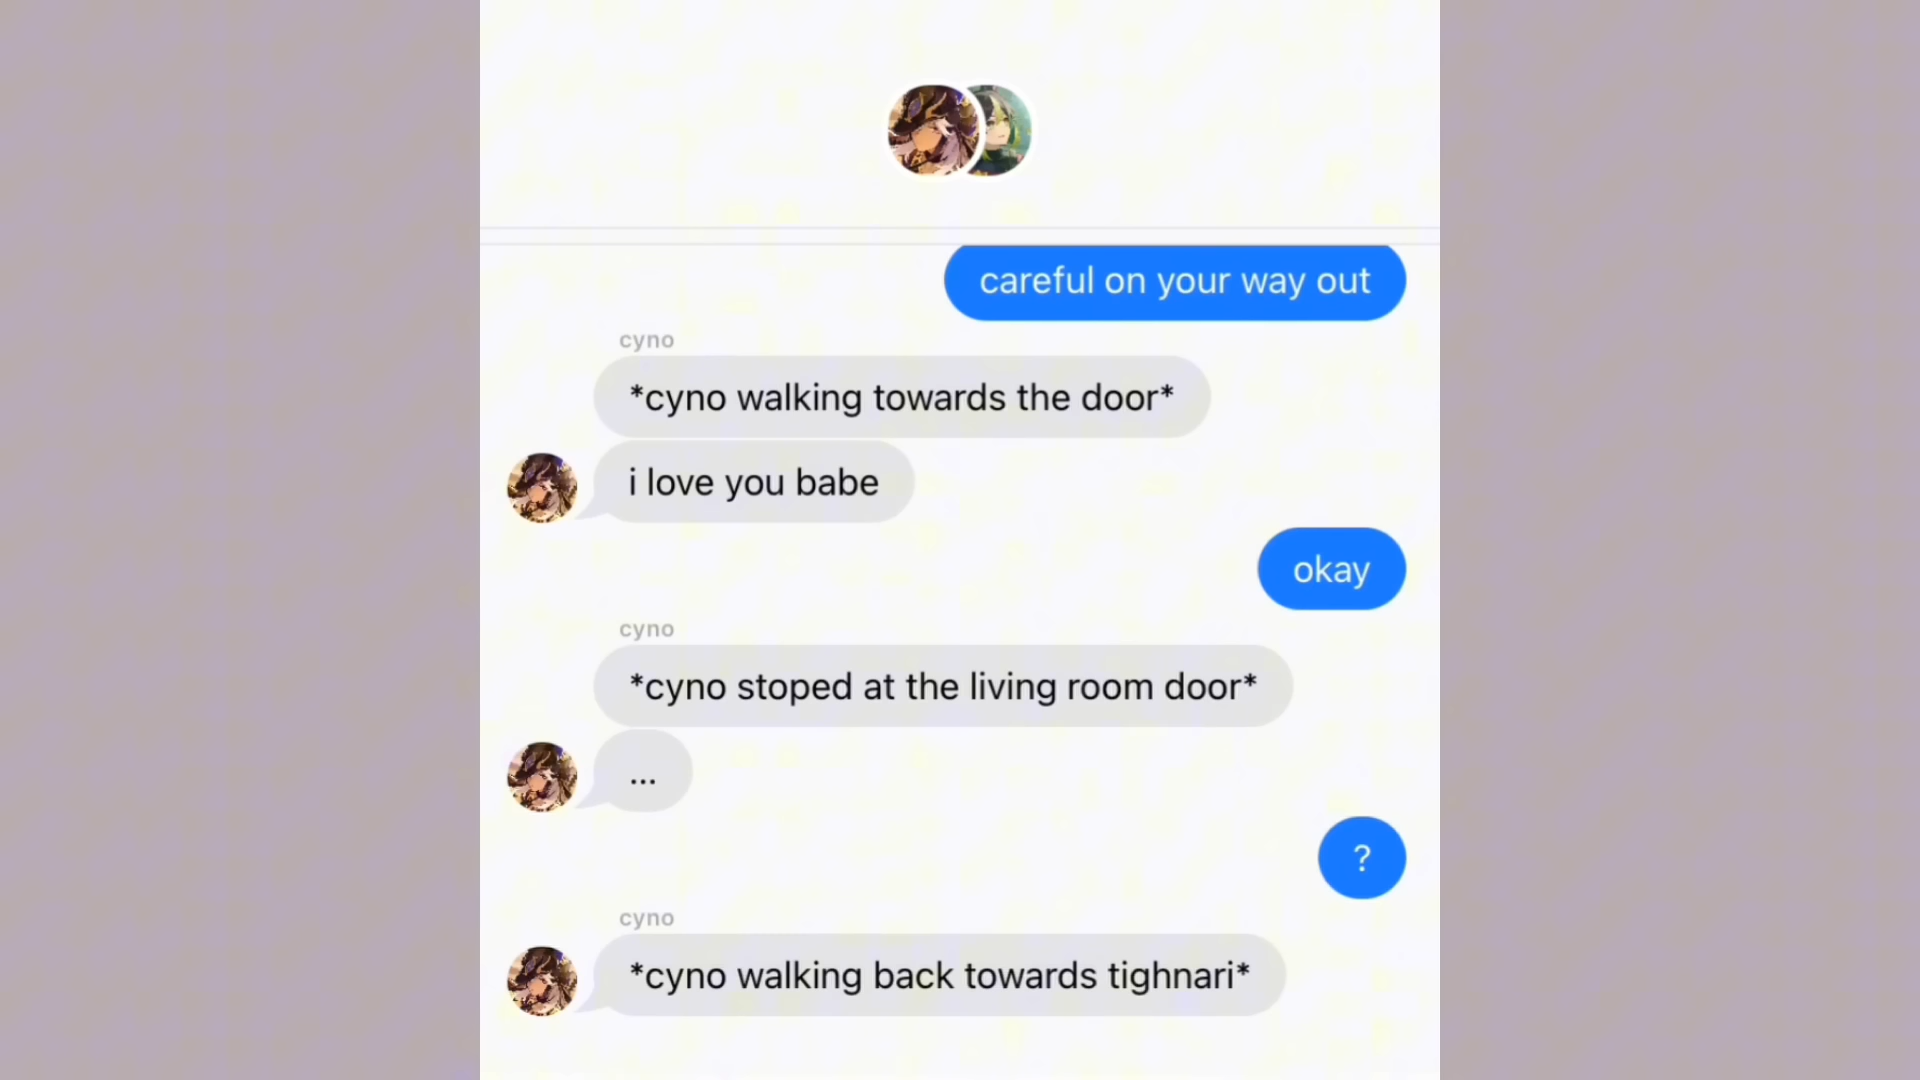 careful on your way out
cyno
*cyno walking towards the door*
i love you babe
okay
cyno
*cyno stoped at the living room door*
...
?
cyno
*cyno walking back towards tighnari*